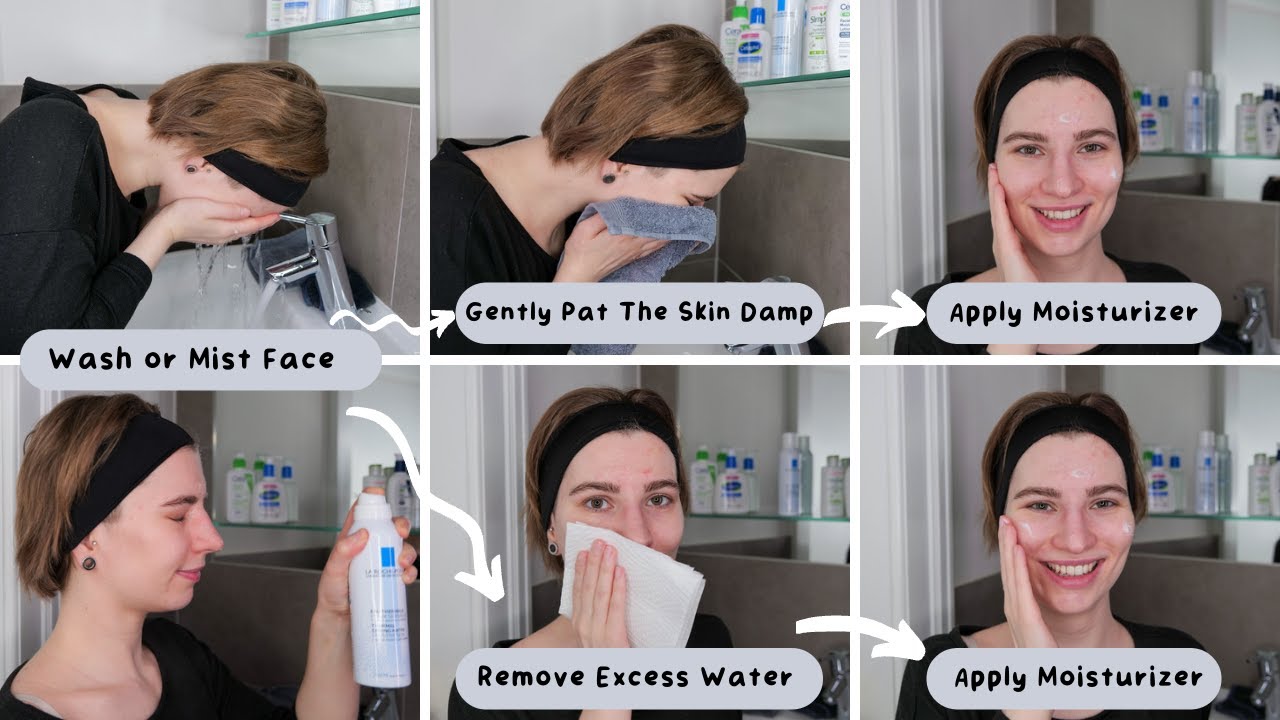 Wash or Mist Face
Gently Pat The Skin Damp
Apply Moisturizer
Remove Excess Water
Apply Moisturizer